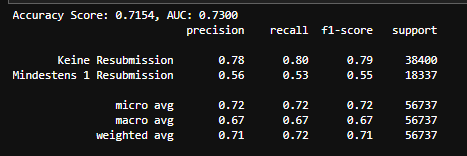 Accuracy Score: 0.7154, AUC: 0.7300
precision recall f1-score support
Keine Resubmission 0.78 0.80 0.79 38400
Mindestens 1 Resubmission 0.56 0.53 0.55 18337
micro avg 0.72 0.72 0.72 56737
macro avg 0.67 0.67 0.67 56737
weighted avg 0.71 0.72 0.71 56737